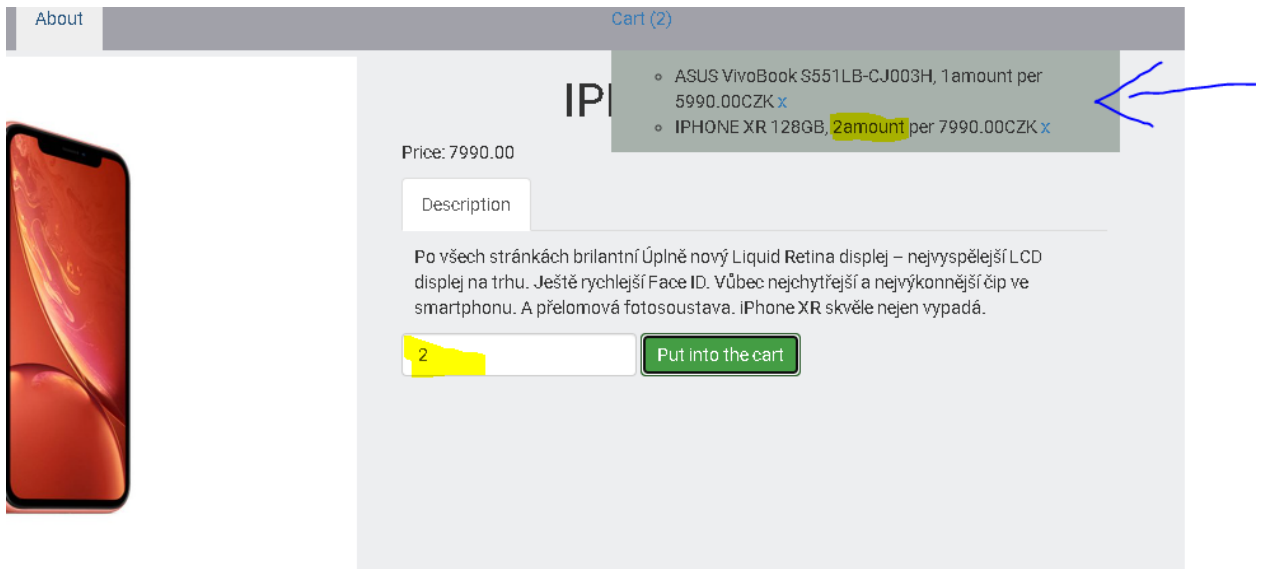 About
Cart (2)
ASUS VivoBook S551LB-CJ003H, 1amount per
5990.00CZK x
IPHONE XR 128GB, 2amount per 7990.00CZK x
IP
Price: 7990.00
Description
Po všech stránkách brilantní Úplně nový Liquid Retina displej – nejvyspělejší LCD
displej na trhu. Ještě rychlejší Face ID. Vůbec nejchytřejší a nejvýkonnější čip ve
smartphonu. A přelomová fotosoustava. iPhone XR skvěle nejen vypadá.
2
Put into the cart